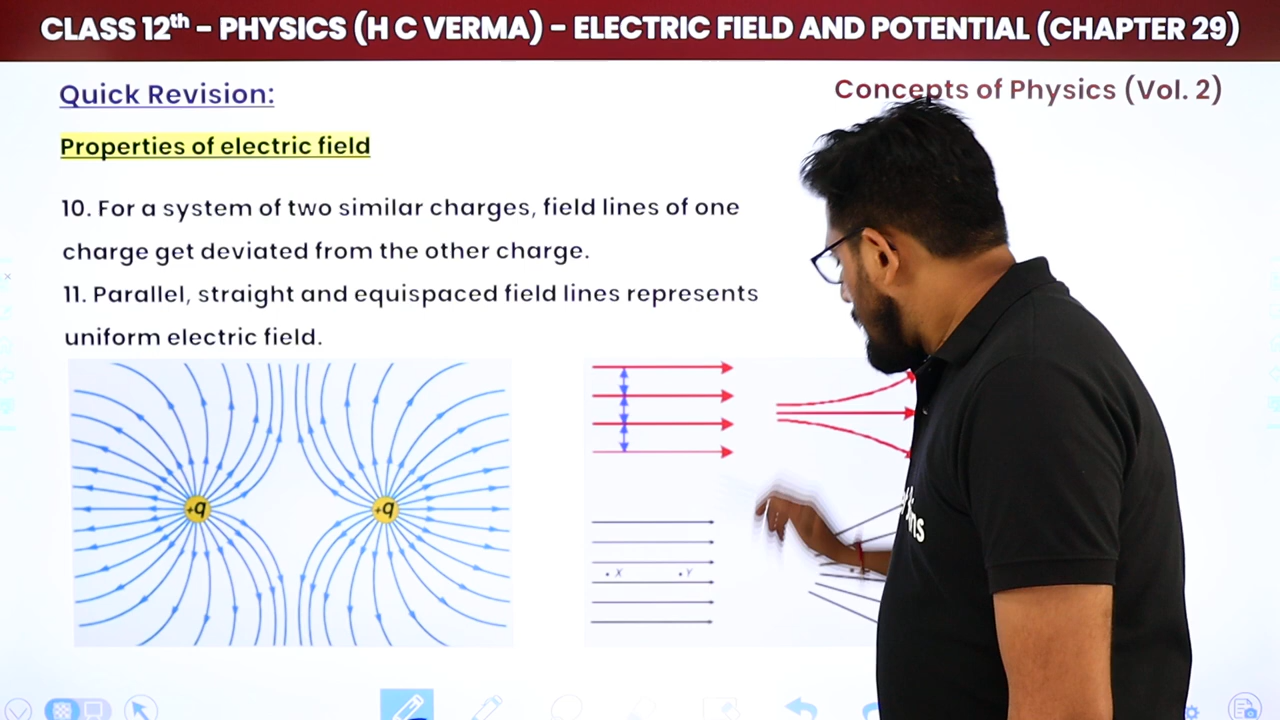 CLASS 12th - PHYSICS (H C VERMA) - ELECTRIC FIELD AND POTENTIAL (CHAPTER 29)
Quick Revision:
Concepts of Physics (Vol. 2)
Properties of electric field
10. For a system of two similar charges, field lines of one
charge get deviated from the other charge.
11. Parallel, straight and equispaced field lines represents
uniform electric field.
+q
+q
X
Y